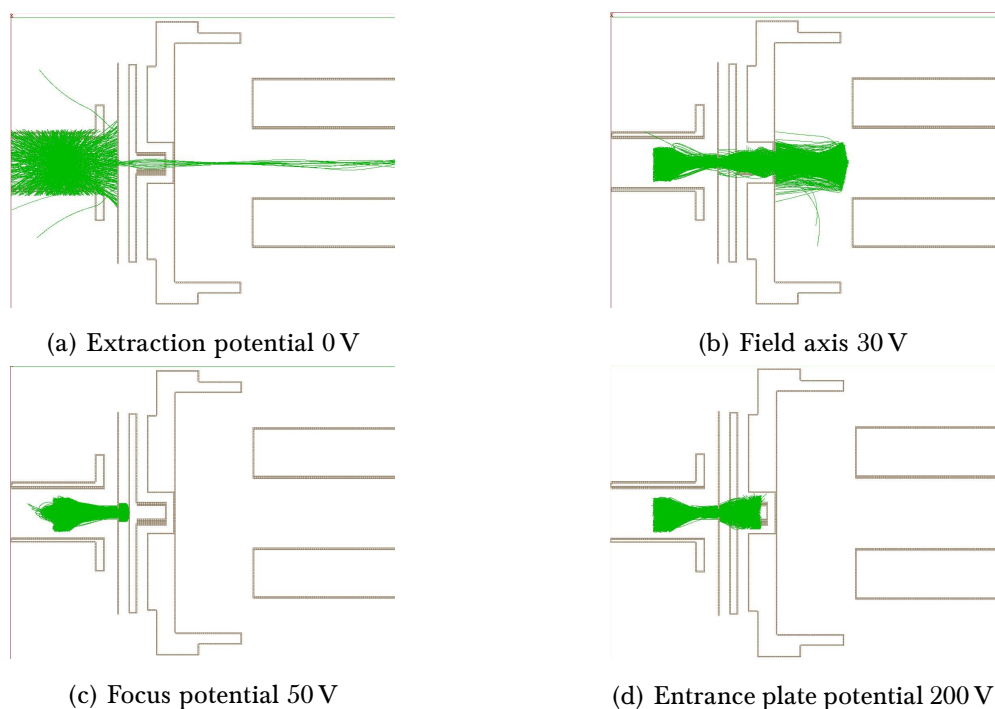 (a) Extraction potential 0 V
(b) Field axis 30 V
(c) Focus potential 50 V
(d) Entrance plate potential 200 V